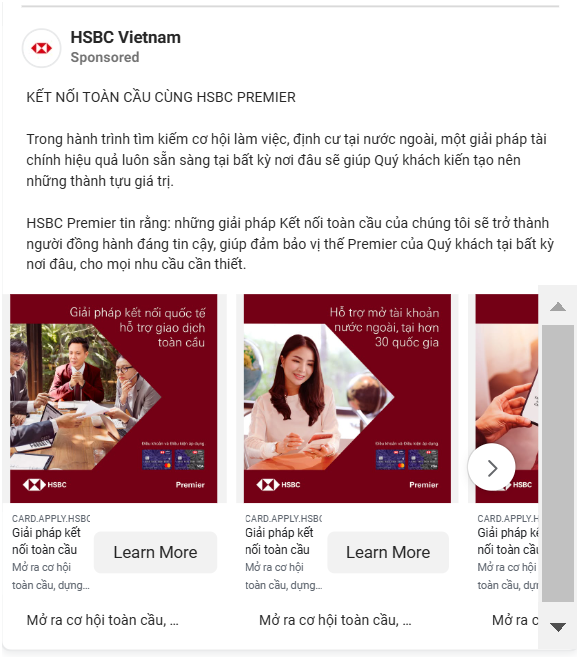 HSBC Vietnam
Sponsored
KẾT NỐI TOÀN CẦU CÙNG HSBC PREMIER
Trong hành trình tìm kiếm cơ hội làm việc, định cư tại nước ngoài, một giải pháp tài
chính hiệu quả luôn sẵn sàng tại bất kỳ nơi đâu sẽ giúp Quý khách kiến tạo nên
những thành tựu giá trị.
HSBC Premier tin rằng: những giải pháp Kết nối toàn cầu của chúng tôi sẽ trở thành
người đồng hành đáng tin cậy, giúp đảm bảo vị thế Premier của Quý khách tại bất kỳ
nơi đâu, cho mọi nhu cầu cần thiết.
Giải pháp kết nối quốc tế
hỗ trợ giao dịch
toàn cầu
Điều khoản và Điều kiện áp dụng
HSBC
Premier
CARD.APPLY.HSBC
Giải pháp kết
nối toàn cầu
Mở ra cơ hội
toàn cầu, dựng...
Learn More
Mở ra cơ hội toàn cầu, …
Hỗ trợ mở tài khoản
nước ngoài, tại hơn
30 quốc gia
Điều khoản và Điều kiện áp dụng
HSBC
Premier
CARD.APPLY.HSBC
Giải pháp kết
nối toàn cầu
Mở ra cơ hội
toàn cầu, dựng...
Learn More
Mở ra cơ hội toàn cầu, …
HSBC
CARD.APPLY.HS
Giải pháp kế
nối toàn cầ
Mở ra cơ hộ
toàn cầu, dự
Mở ra c